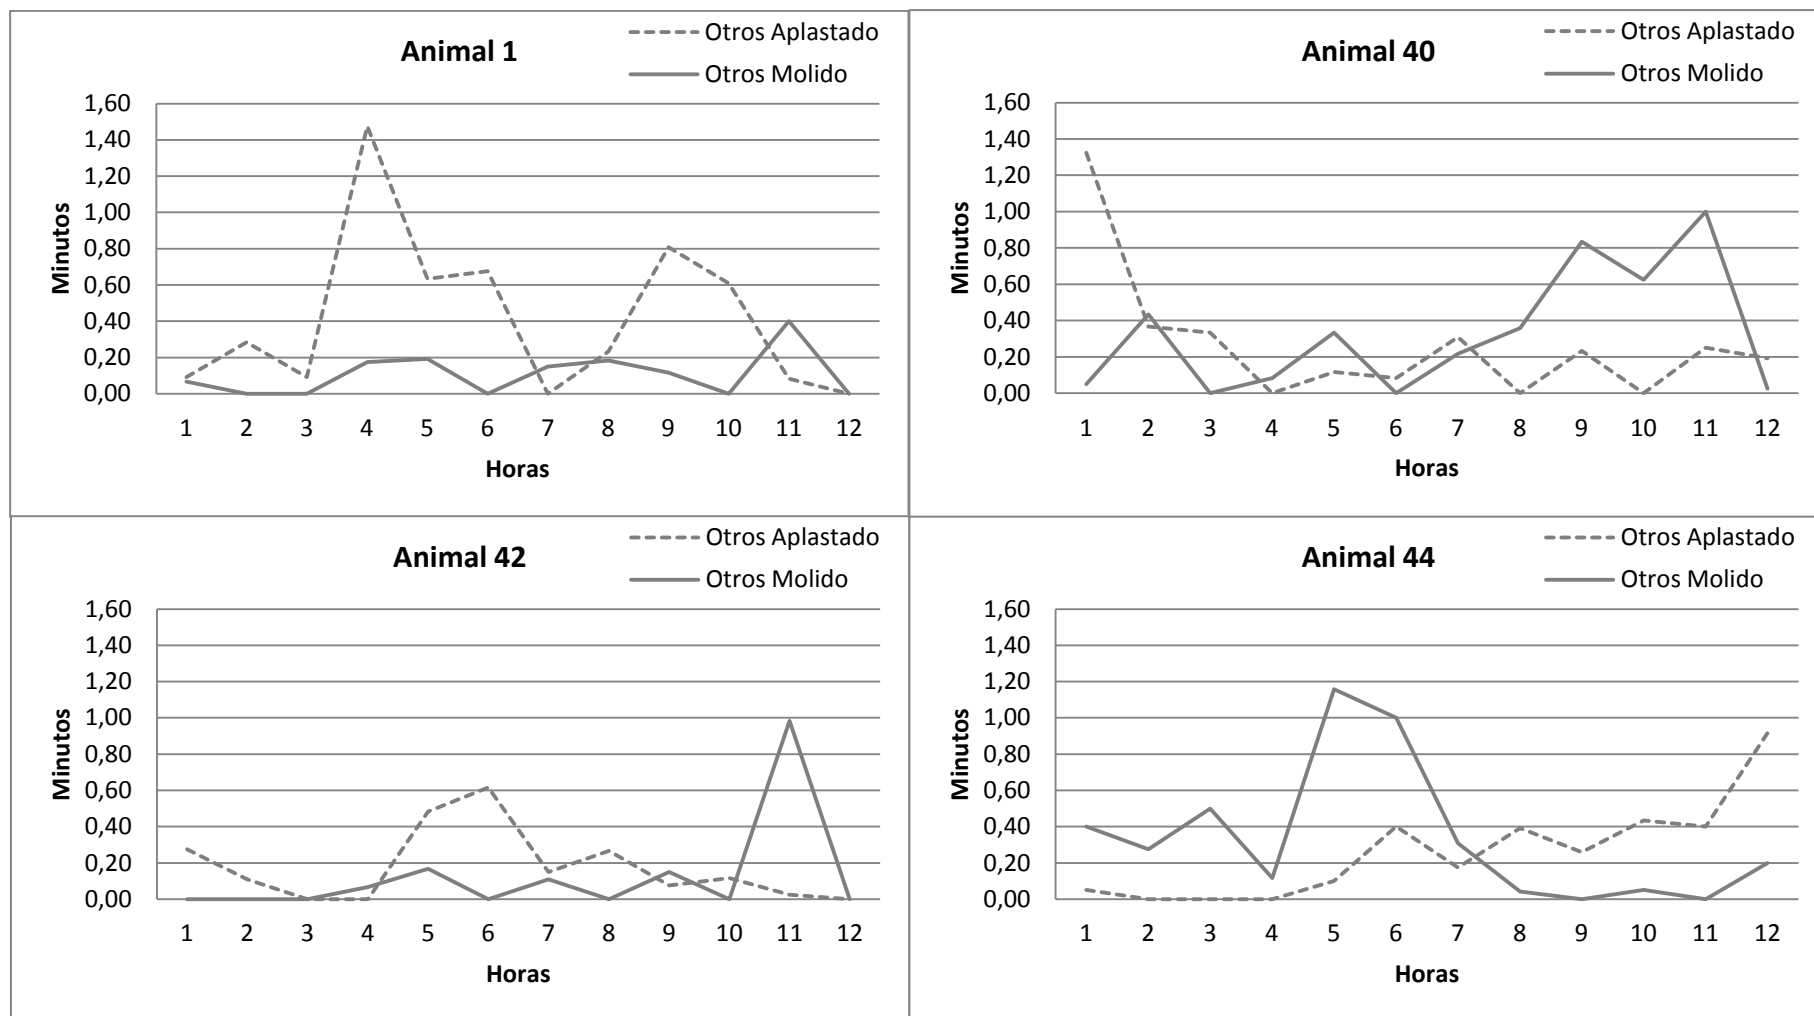 Animal 1
Otros Aplastado
Otros Molido
Minutos
1,60
1,40
1,20
1,00
0,80
0,60
0,40
0,20
0,00
1 2 3 4 5 6 7 8 9 10 11 12
Horas
Animal 40
Otros Aplastado
Otros Molido
Minutos
1,60
1,40
1,20
1,00
0,80
0,60
0,40
0,20
0,00
1 2 3 4 5 6 7 8 9 10 11 12
Horas
Animal 42
Otros Aplastado
Otros Molido
Minutos
1,60
1,40
1,20
1,00
0,80
0,60
0,40
0,20
0,00
1 2 3 4 5 6 7 8 9 10 11 12
Horas
Animal 44
Otros Aplastado
Otros Molido
Minutos
1,60
1,40
1,20
1,00
0,80
0,60
0,40
0,20
0,00
1 2 3 4 5 6 7 8 9 10 11 12
Horas